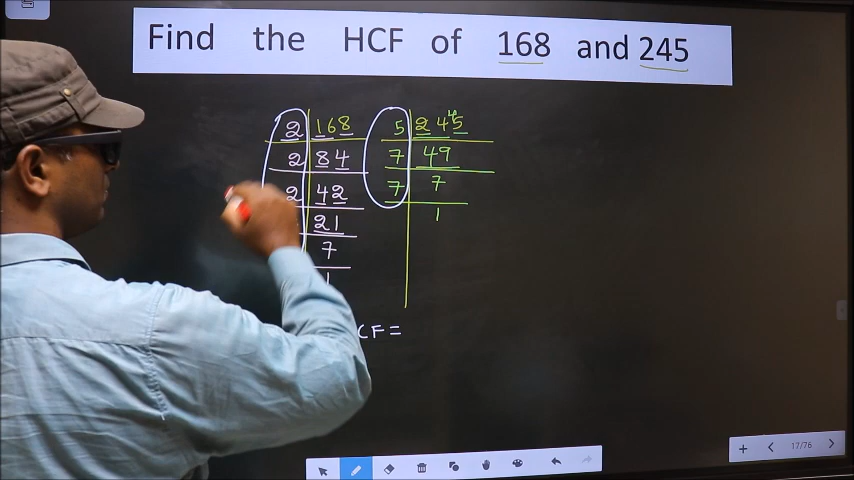 Find the HCF of 168 and 245
2 168 5 245
2 84 7 49
2 42 7 7
21 1
7
1
CF =
17/76